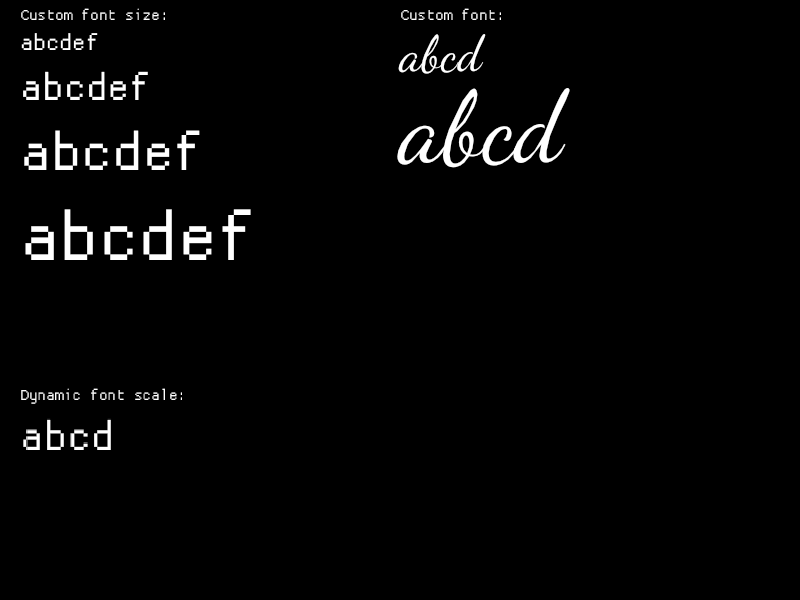 Custom font size:
abcdef
abcdef
abcdef
abcdef
Custom font:
abcd
abcd
Dynamic font scale:
abcd